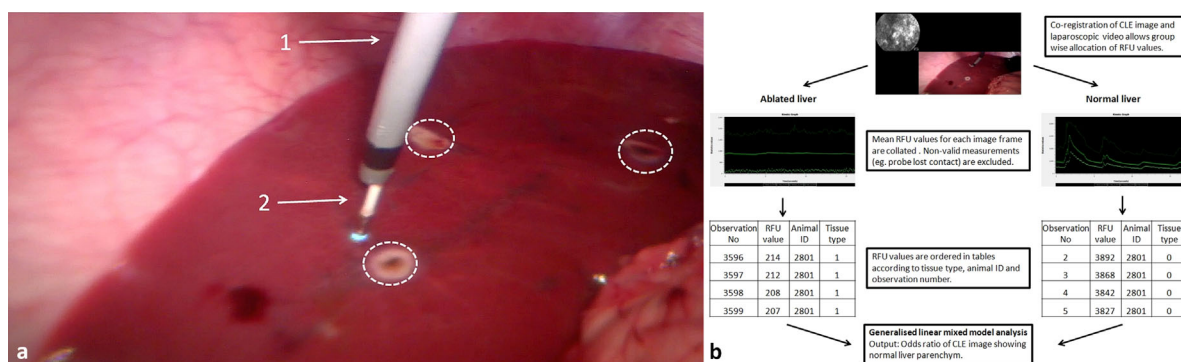 1
2
a
Co-registration of CLE image and
laparoscopic video allows group
wise allocation of RFU values.
Ablated liver
Normal liver
Mean RFU values for each image frame
are collated . Non-valid measurements
(eg. probe lost contact) are excluded.
Observation No RFU value Animal ID Tissue type
3596 214 2801 1
3597 212 2801 1
3598 208 2801 1
3599 207 2801 1
RFU values are ordered in tables
according to tissue type, animal ID and
observation number.
Observation No RFU value Animal ID Tissue type
2 3892 2801 0
3 3868 2801 0
4 3842 2801 0
5 3827 2801 0
Generalised linear mixed model analysis
Output: Odds ratio of CLE image showing
normal liver parenchym.
b